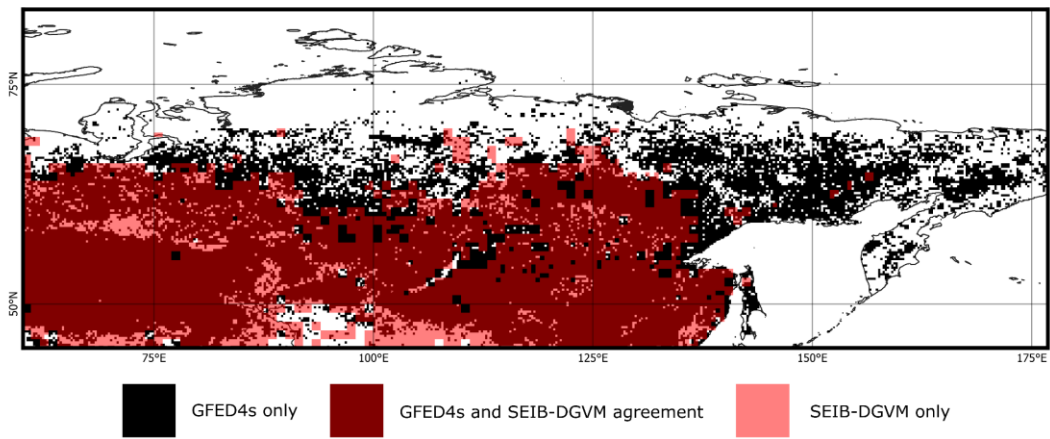 75°N
50°N
75°E 100°E 125°E 150°E 175°E
GFED4s only GFED4s and SEIB-DGVM agreement SEIB-DGVM only